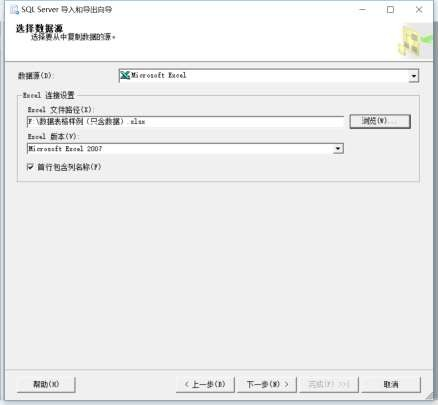 SQL Server 导入和导出向导
选择数据源
选择要从中复制数据的源。
数据源(D):
Microsoft Excel
Excel 连接设置
Excel 文件路径(X):
F:\数据表格样例（只含数据）.xlsx
浏览(W)...
Excel 版本(V):
Microsoft Excel 2007
首行包含列名称(F)
帮助(H)
< 上一步(B)
下一步(N) >
完成(F) >>|
取消